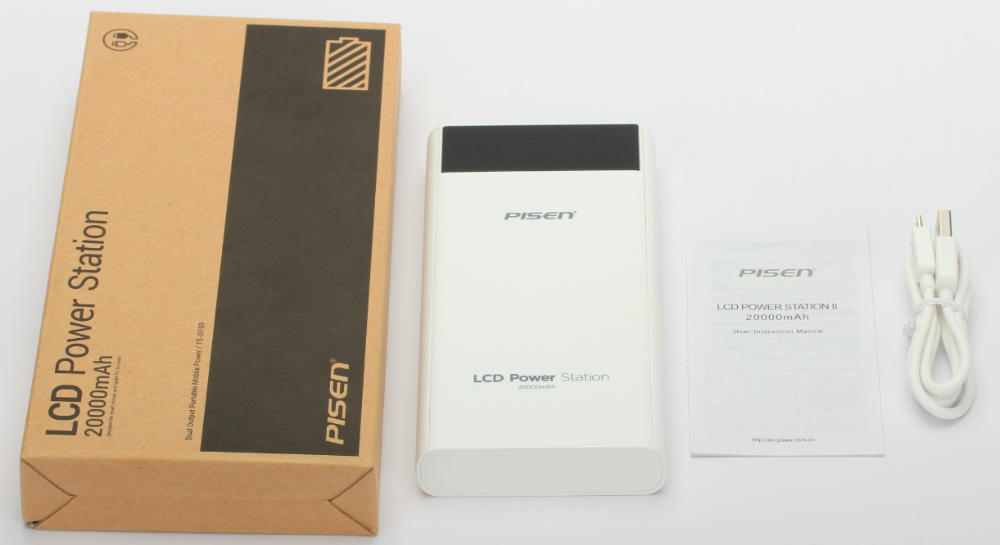 LCD Power Station
20000mAh
Designed for smart phones and tablet PC to create
Dual Output Portable Mobile Power / TS-D199
PISEN®
PISEN®
LCD Power Station
20000mAh
PISEN®
LCD POWER STATION II
20000mAh
User Instruction Manual
http://en.pisen.com.cn